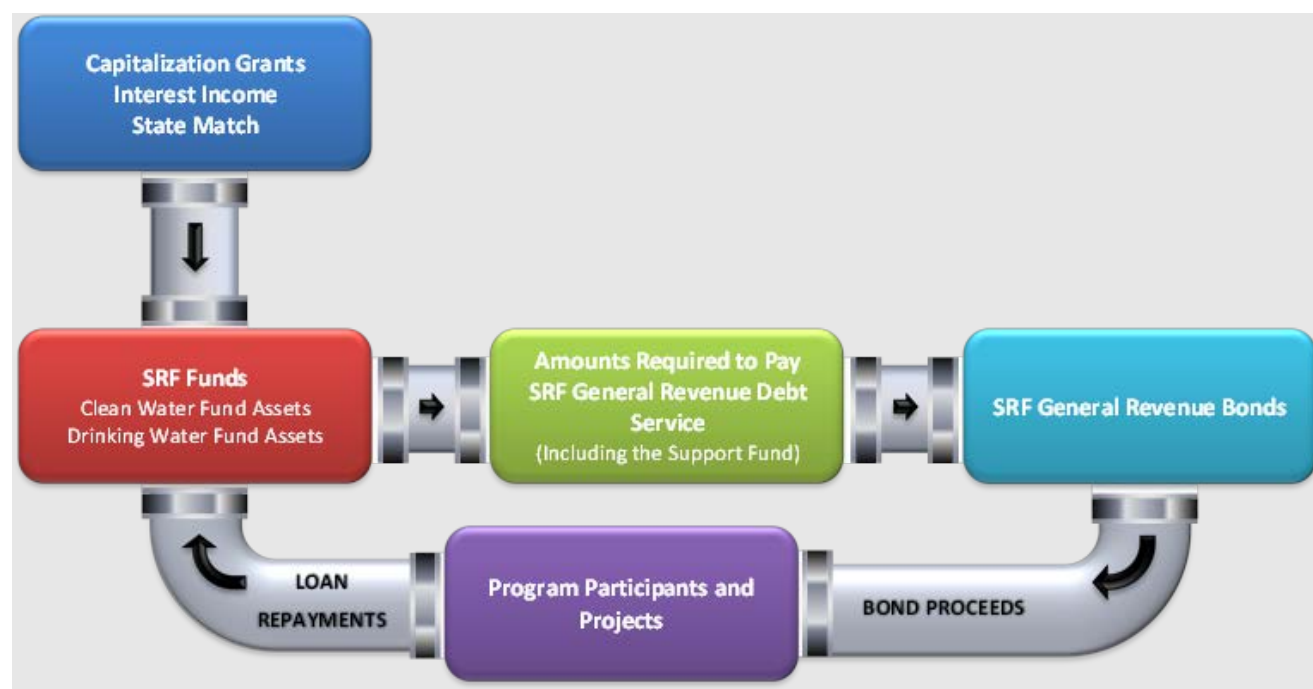 Capitalization Grants
Interest Income
State Match
SRF Funds
Clean Water Fund Assets
Drinking Water Fund Assets
Amounts Required to Pay
SRF General Revenue Debt
Service
(Including the Support Fund)
SRF General Revenue Bonds
LOAN
REPAYMENTS
Program Participants and
Projects
BOND PROCEEDS